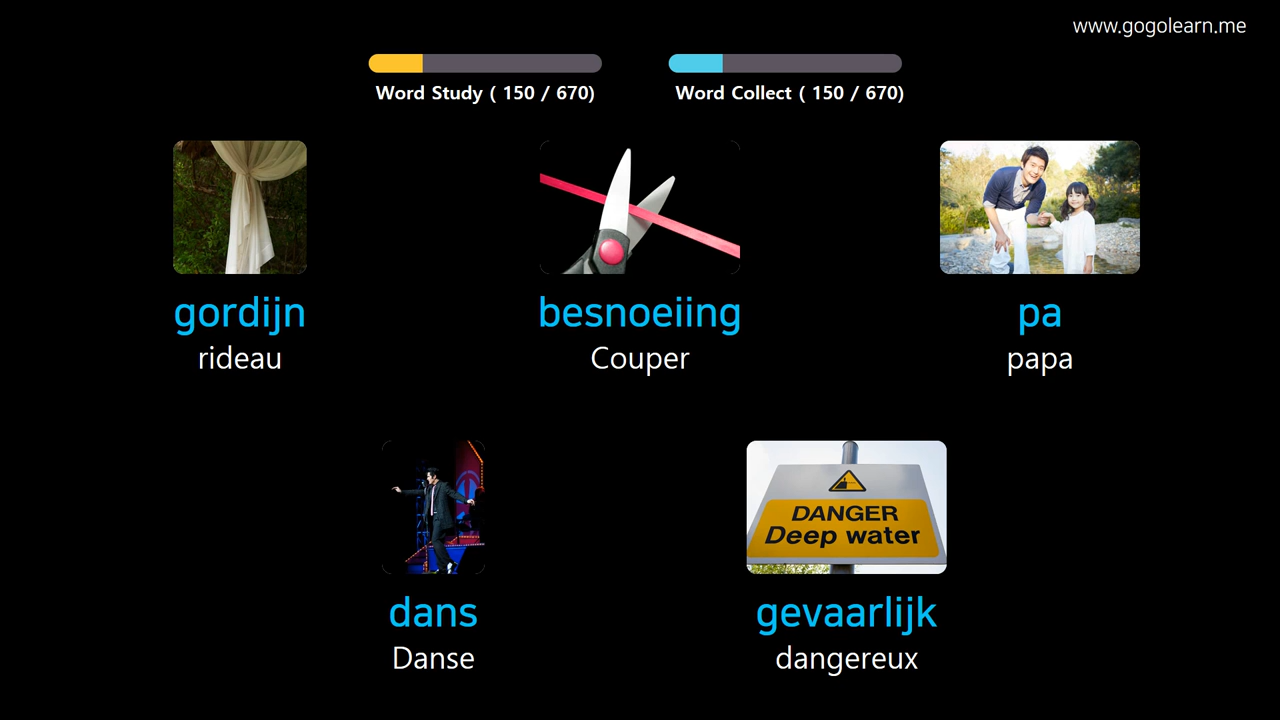 www.gogolearn.me
Word Study ( 150 / 670)
Word Collect ( 150 / 670)
gordijn
rideau
besnoeiing
Couper
pa
papa
dans
Danse
DANGER
Deep water
gevaarlijk
dangereux